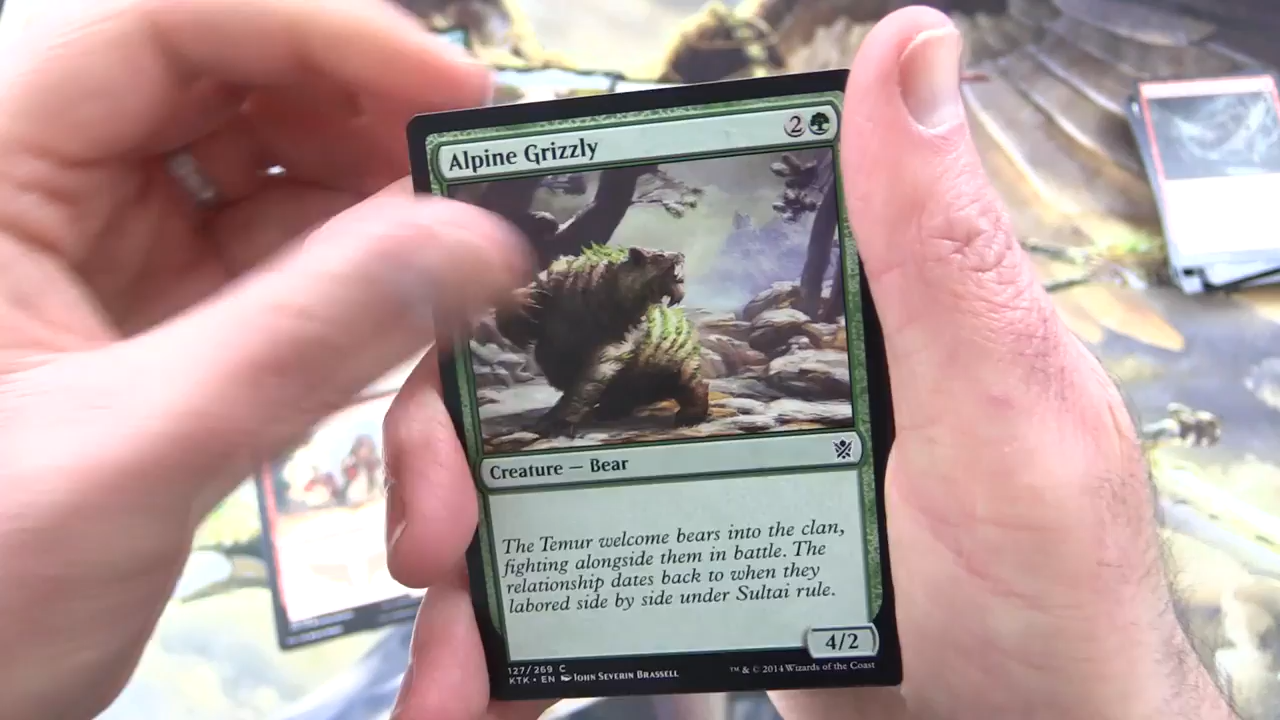 Alpine Grizzly 2
Creature — Bear
The Temur welcome bears into the clan,
fighting alongside them in battle. The
relationship dates back to when they
labored side by side under Sultai rule.
4/2
127/269 C
KTK • EN John Severin Brassell
™ & © 2014 Wizards of the Coast